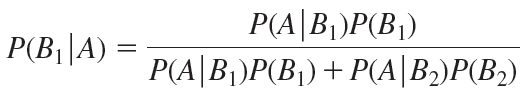 P(B₁|A) = P(A|B₁)P(B₁) / P(A|B₁)P(B₁) + P(A|B₂)P(B₂)